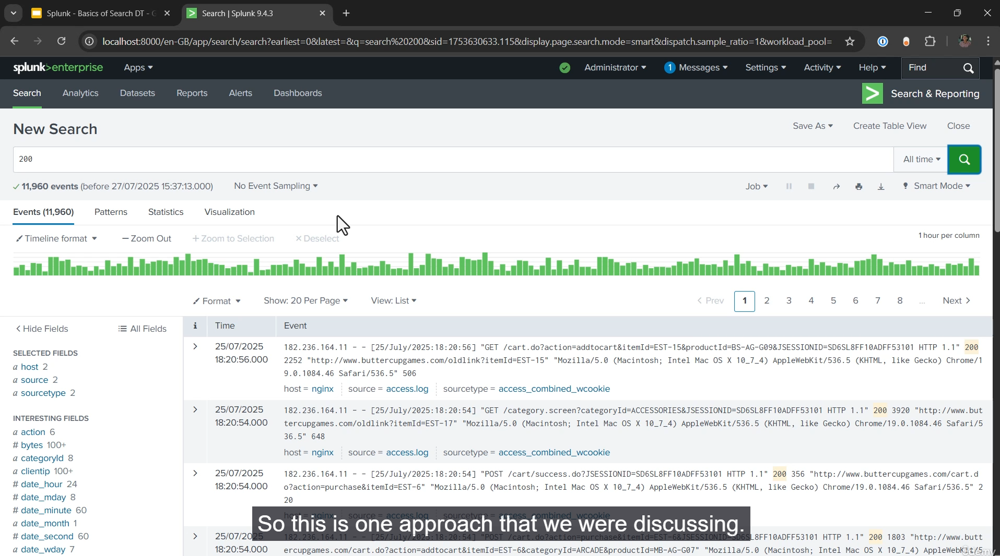 Splunk - Basics of Search DT - G
Search | Splunk 9.4.3
localhost:8000/en-GB/app/search/search?earliest=0&latest=&q=search%20200&sid=1753630633.115&display.page.search.mode=smart&dispatch.sample_ratio=1&workload_pool=
splunk>enterprise Apps Administrator 1 Messages Settings Activity Help Find
Search Analytics Datasets Reports Alerts Dashboards Search & Reporting
New Search Save As Create Table View Close
200 All time
11,960 events (before 27/07/2025 15:37:13.000) No Event Sampling Job Smart Mode
Events (11,960) Patterns Statistics Visualization
Timeline format Zoom Out + Zoom to Selection × Deselect 1 hour per column
Format Show: 20 Per Page View: List < Prev 1 2 3 4 5 6 7 8 ... Next >
< Hide Fields All Fields
SELECTED FIELDS
a host 2
a source 2
a sourcetype 2
INTERESTING FIELDS
a action 6
# bytes 100+
a categoryId 8
a clientip 100+
# date_hour 24
# date_mday 8
# date_minute 60
a date_month 1
# date_second 60
a date_wday 7
i Time Event
> 25/07/2025 182.236.164.11 - - [25/July/2025:18:20:56] "GET /cart.do?action=addtocart&itemId=EST-15&productId=BS-AG-G09&JSESSIONID=SD6SL8FF10ADFF53101 HTTP 1.1" 200
18:20:56.000 2252 "http://www.buttercupgames.com/oldlink?itemId=EST-15" "Mozilla/5.0 (Macintosh; Intel Mac OS X 10_7_4) AppleWebKit/536.5 (KHTML, like Gecko) Chrome/1
9.0.1084.46 Safari/536.5" 506
host = nginx source = access.log sourcetype = access_combined_wcookie
> 25/07/2025 182.236.164.11 - - [25/July/2025:18:20:54] "GET /category.screen?categoryId=ACCESSORIES&JSESSIONID=SD6SL8FF10ADFF53101 HTTP 1.1" 200 3920 "http://www.but
18:20:54.000 tercupgames.com/oldlink?itemId=EST-17" "Mozilla/5.0 (Macintosh; Intel Mac OS X 10_7_4) AppleWebKit/536.5 (KHTML, like Gecko) Chrome/19.0.1084.46 Safari/5
36.5" 648
host = nginx source = access.log sourcetype = access_combined_wcookie
> 25/07/2025 182.236.164.11 - - [25/July/2025:18:20:54] "POST /cart/success.do?JSESSIONID=SD6SL8FF10ADFF53101 HTTP 1.1" 200 356 "http://www.buttercupgames.com/cart.d
18:20:54.000 o?action=purchase&itemId=EST-6" "Mozilla/5.0 (Macintosh; Intel Mac OS X 10_7_4) AppleWebKit/536.5 (KHTML, like Gecko) Chrome/19.0.1084.46 Safari/536.5" 2
20
So this is one approach that we were discussing.
> 25/07/2025 182.236.164.11 - - [25/July/2025:18:20:54] "POST /cart.do?action=purchase&itemId=EST-6&JSESSIONID=SD6SL8FF10ADFF53101 HTTP 1.1" 200 1803 "http://www.butt
18:20:54.000 ercupgames.com/cart.do?action=addtocart&itemId=EST-6&categoryId=ARCADE&productId=MB-AG-G07" "Mozilla/5.0 (Macintosh; Intel Mac OS X 10_7_4) AppleWebKit/5
Udemy